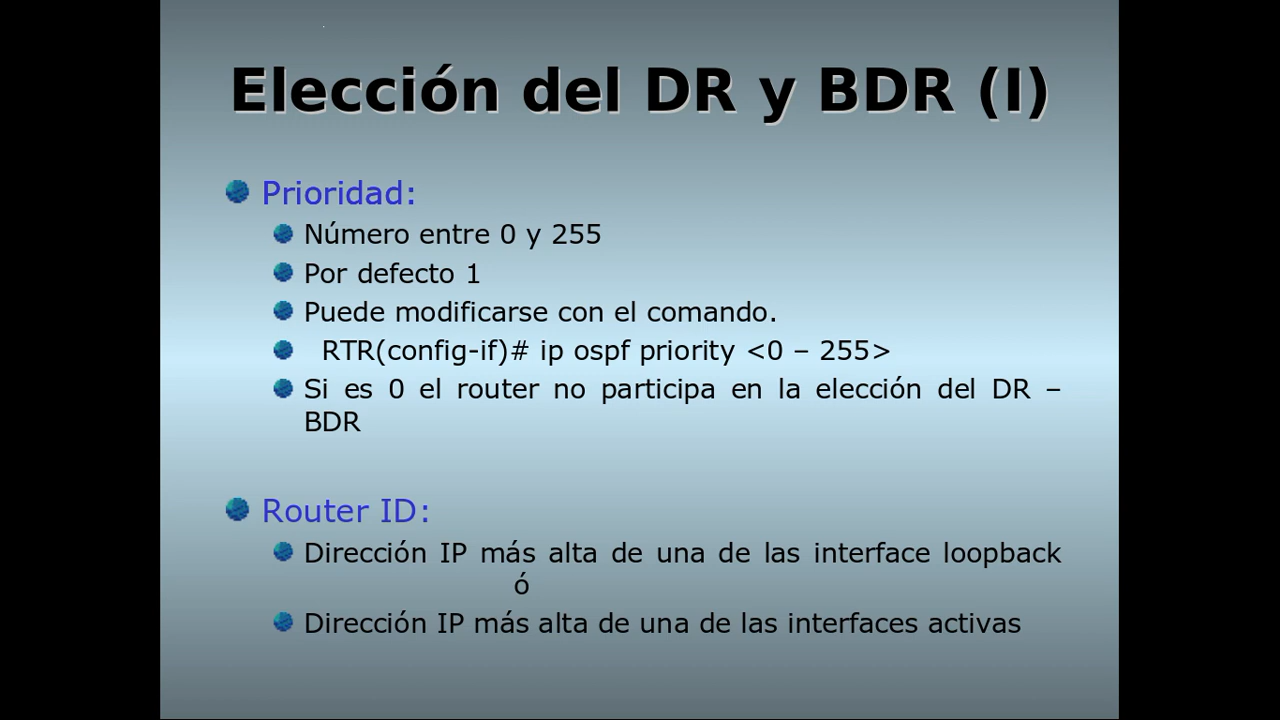 Elección del DR y BDR (I)
Prioridad:
Número entre 0 y 255
Por defecto 1
Puede modificarse con el comando.
RTR(config-if)# ip ospf priority <0 – 255>
Si es 0 el router no participa en la elección del DR –
BDR
Router ID:
Dirección IP más alta de una de las interface loopback
ó
Dirección IP más alta de una de las interfaces activas